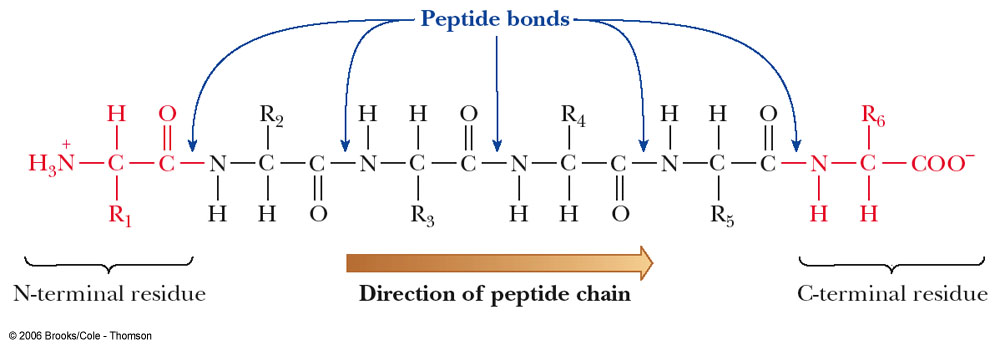 Peptide bonds
H O R2 H H O R4 H H O R6
H3N+ C C N C C N C C N C C N C C N C COO−
R1 H H O R3 H H O R5 H H
N-terminal residue Direction of peptide chain C-terminal residue
© 2006 Brooks/Cole - Thomson